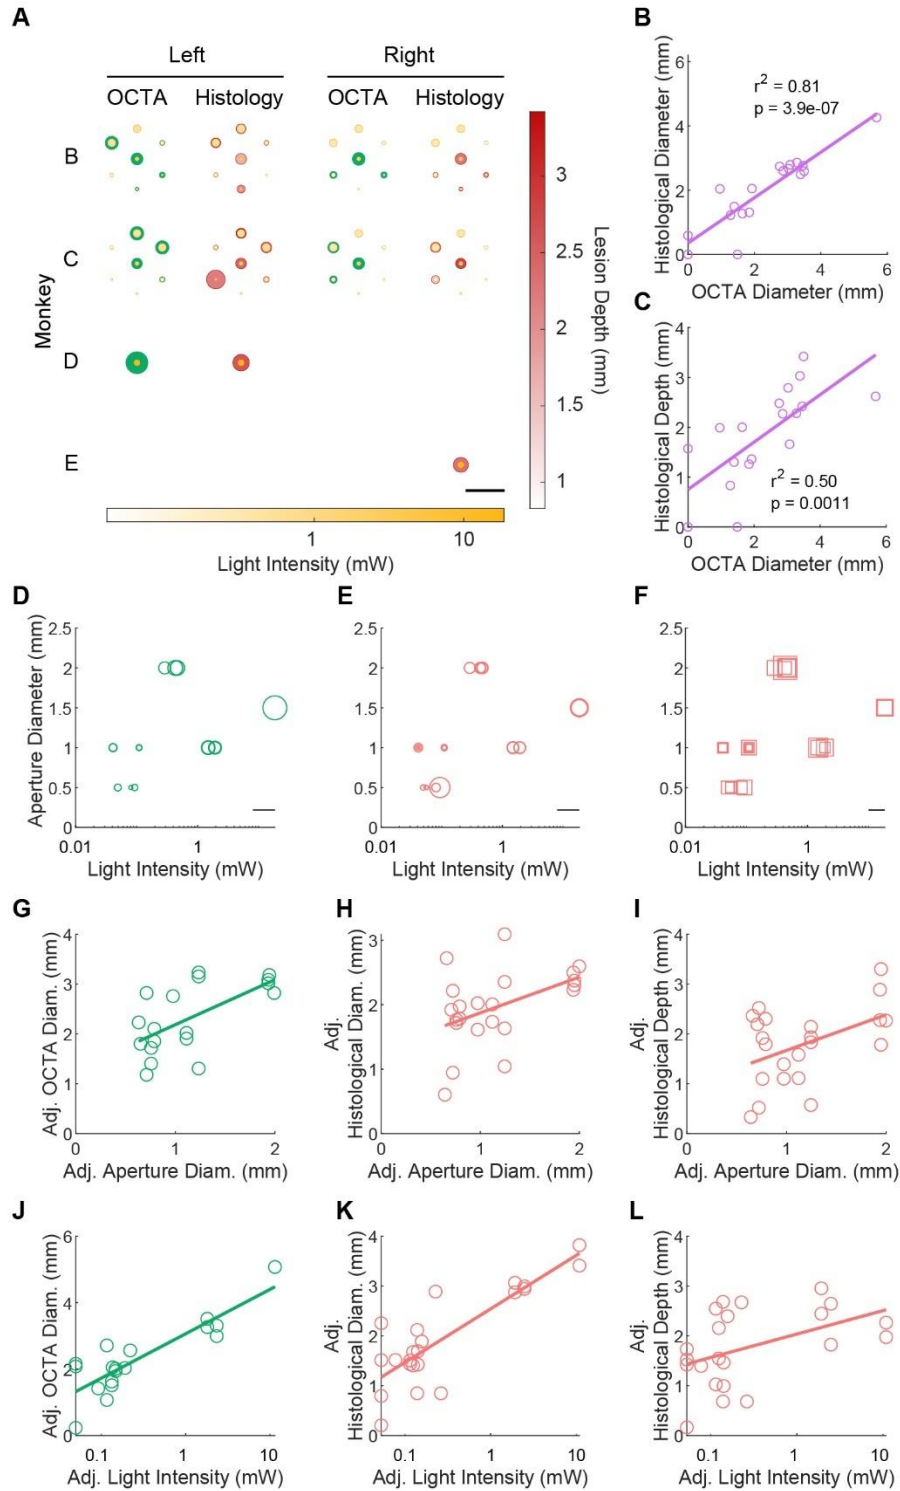 A
Left
Right
OCTA
Histology
OCTA
Histology
Monkey
B
C
D
E
3
2.5
2
1.5
1
Lesion Depth (mm)
1
10
Light Intensity (mW)
B
Histological Diameter (mm)
6
4
2
0
r² = 0.81
p = 3.9e-07
0
2
4
6
OCTA Diameter (mm)
C
Histological Depth (mm)
4
3
2
1
0
r² = 0.50
p = 0.0011
0
2
4
6
OCTA Diameter (mm)
D
Aperture Diameter (mm)
2.5
2
1.5
1
0.5
0
0.01
1
Light Intensity (mW)
E
2.5
2
1.5
1
0.5
0
0.01
1
Light Intensity (mW)
F
2.5
2
1.5
1
0.5
0
0.01
1
Light Intensity (mW)
G
Adj. OCTA Diam. (mm)
4
3
2
1
0
0
1
2
Adj. Aperture Diam. (mm)
H
Adj.
Histological Diam. (mm)
3
2
1
0
0
1
2
Adj. Aperture Diam. (mm)
I
Adj.
Histological Depth (mm)
4
3
2
1
0
0
1
2
Adj. Aperture Diam. (mm)
J
Adj. OCTA Diam. (mm)
6
4
2
0
0.1
1
10
Adj. Light Intensity (mW)
K
Adj.
Histological Diam. (mm)
4
3
2
1
0
0.1
1
10
Adj. Light Intensity (mW)
L
Adj.
Histological Depth (mm)
4
3
2
1
0
0.1
1
10
Adj. Light Intensity (mW)